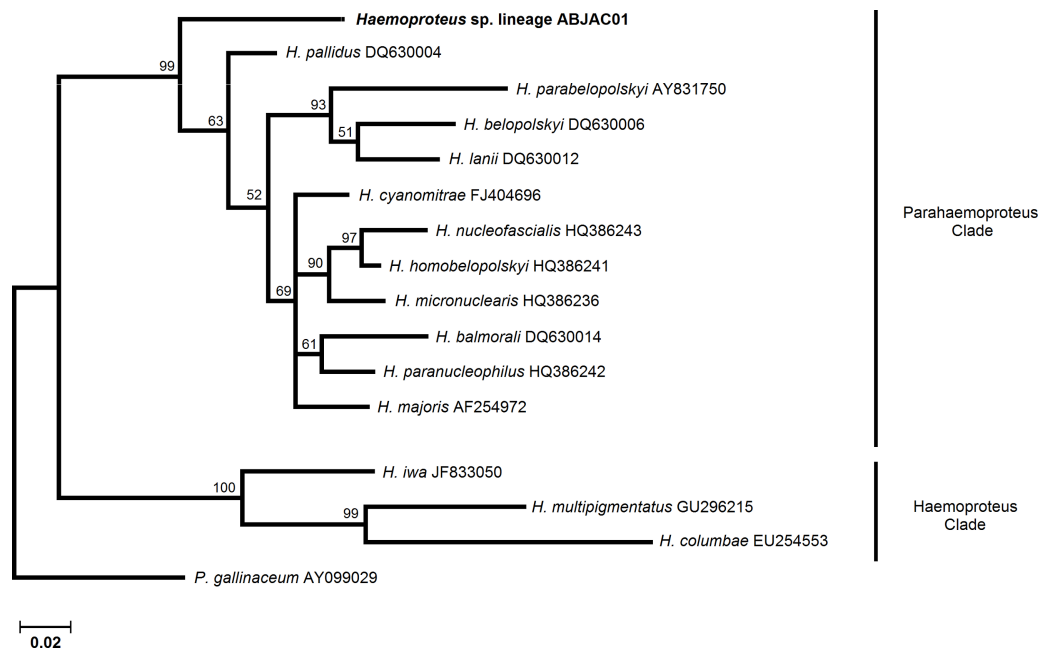 Haemoproteus sp. lineage ABJAC01
H. pallidus DQ630004
99
H. parabelopolskyi AY831750
93
63
H. belopolskyi DQ630006
51
H. lanii DQ630012
52
H. cyanomitrae FJ404696
Parahaemoproteus
Clade
H. nucleofascialis HQ386243
97
H. homobelopolskyi HQ386241
90
69
H. micronuclearis HQ386236
H. balmorali DQ630014
61
H. paranucleophilus HQ386242
H. majoris AF254972
H. iwa JF833050
100
H. multipigmentatus GU296215
99
Haemoproteus
Clade
H. columbae EU254553
P. gallinaceum AY099029
0.02